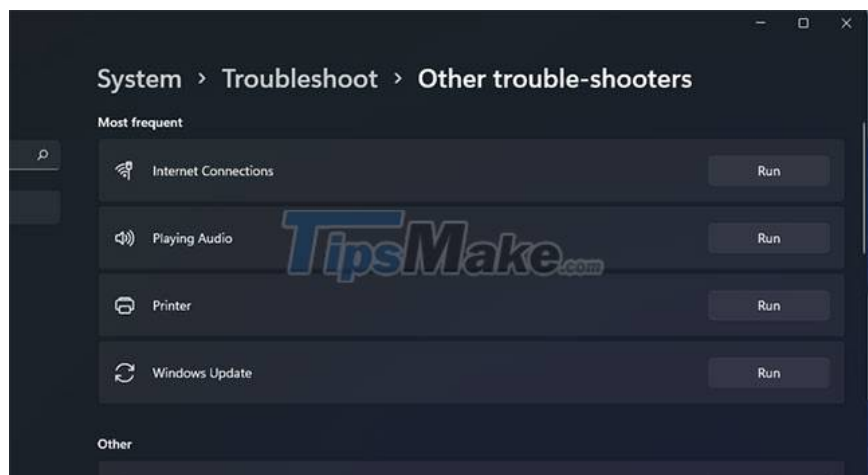 System > Troubleshoot > Other trouble-shooters
Most frequent
Internet Connections Run
Playing Audio Run
TipsMake.com
Printer Run
Windows Update Run
Other